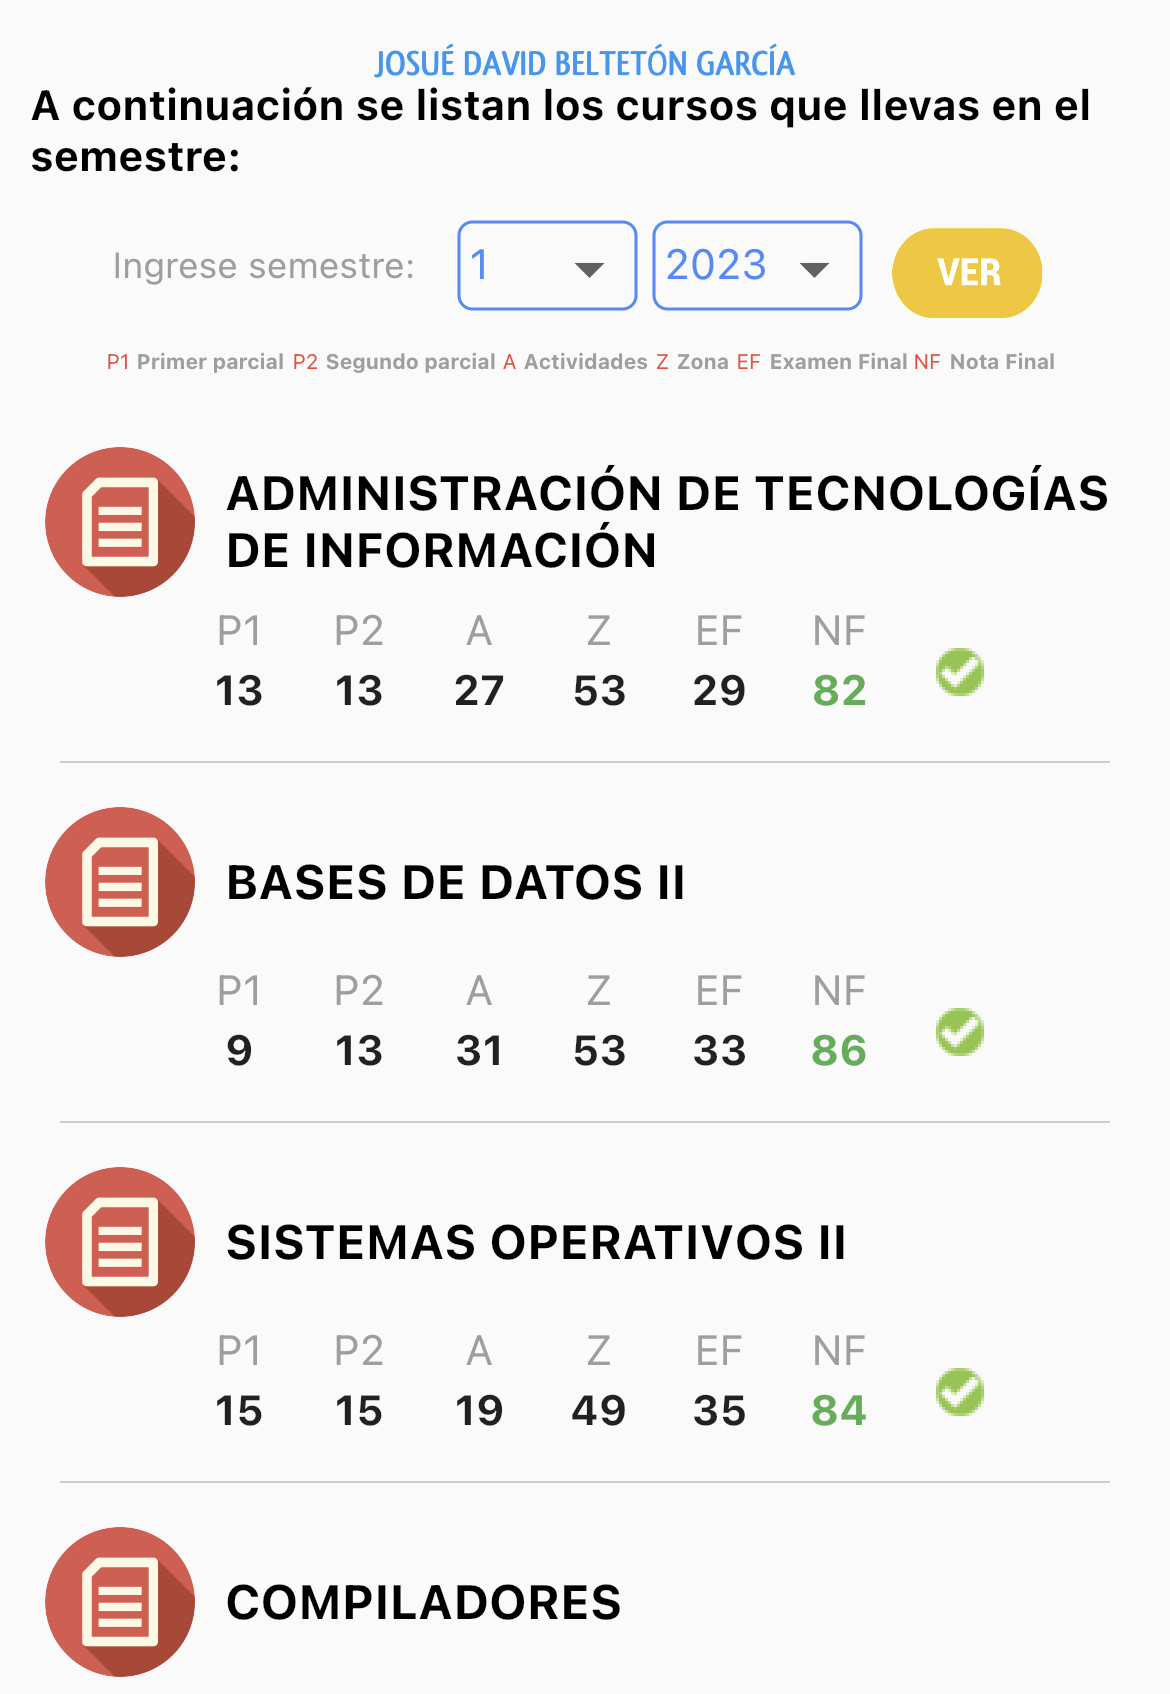 JOSUÉ DAVID BELTETÓN GARCÍA
A continuación se listan los cursos que llevas en el
semestre:
Ingrese semestre: 1 2023 VER
P1 Primer parcial P2 Segundo parcial A Actividades Z Zona EF Examen Final NF Nota Final
ADMINISTRACIÓN DE TECNOLOGÍAS
DE INFORMACIÓN
P1 P2 A Z EF NF
13 13 27 53 29 82
BASES DE DATOS II
P1 P2 A Z EF NF
9 13 31 53 33 86
SISTEMAS OPERATIVOS II
P1 P2 A Z EF NF
15 15 19 49 35 84
COMPILADORES